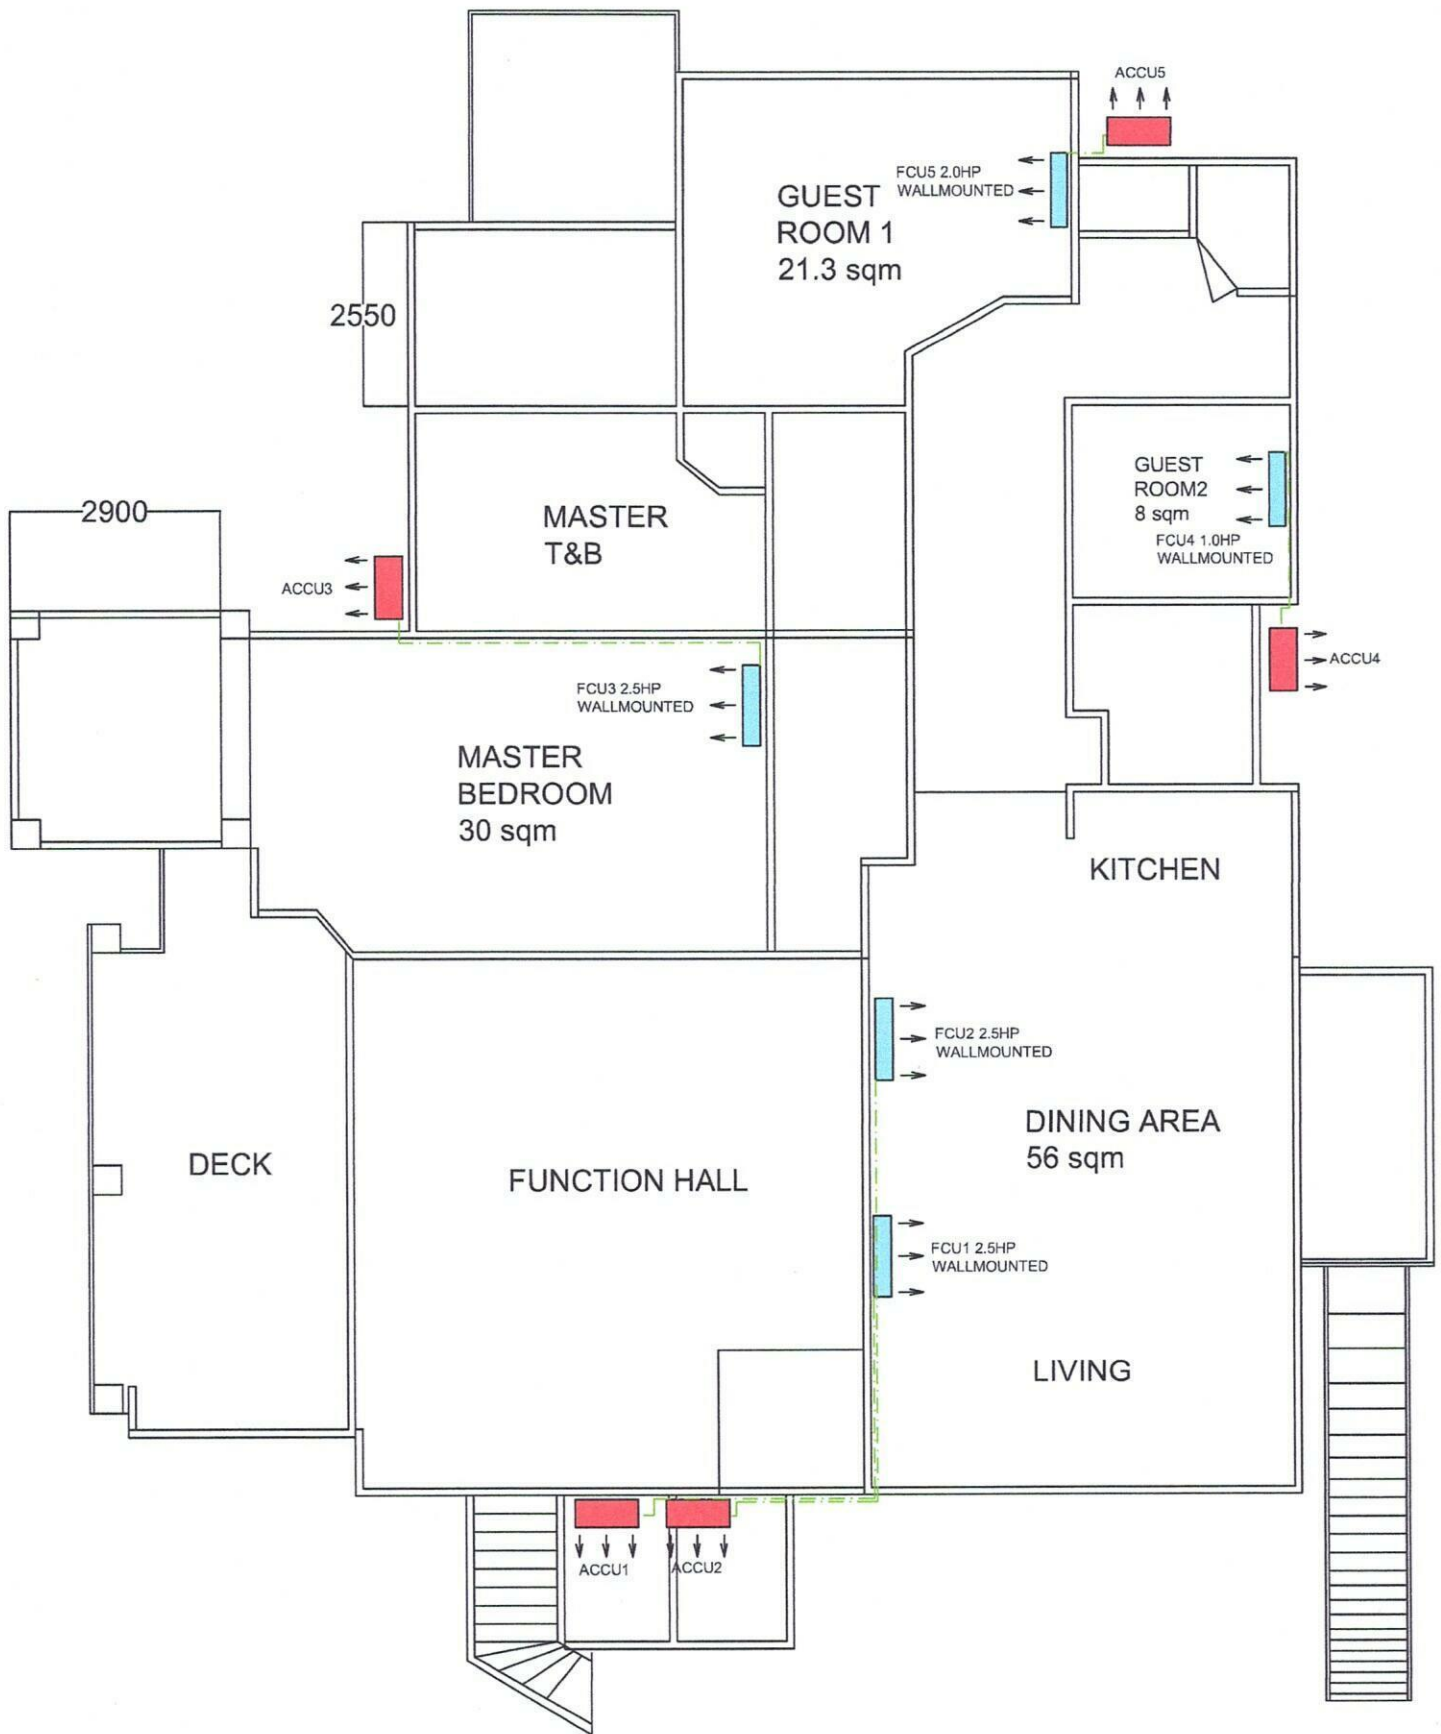 ACCU5
FCU5 2.0HP
WALLMOUNTED
GUEST
ROOM 1
21.3 sqm
2550
GUEST
ROOM2
8 sqm
FCU4 1.0HP
WALLMOUNTED
MASTER
T&B
2900
ACCU3
ACCU4
FCU3 2.5HP
WALLMOUNTED
MASTER
BEDROOM
30 sqm
KITCHEN
FCU2 2.5HP
WALLMOUNTED
DINING AREA
56 sqm
DECK
FUNCTION HALL
FCU1 2.5HP
WALLMOUNTED
LIVING
ACCU1
ACCU2